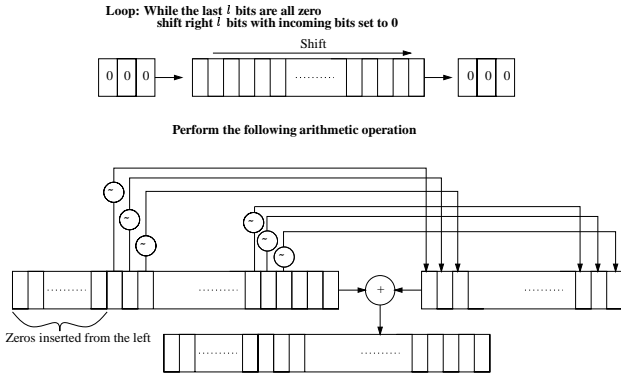 Loop: While the last l bits are all zero
shift right l bits with incoming bits set to 0
Shift
0 0 0 .......... 0 0 0
Perform the following arithmetic operation
~ ~ ~ ~ ~ ~
.......... .......... + ..........
Zeros inserted from the left
.......... ..........